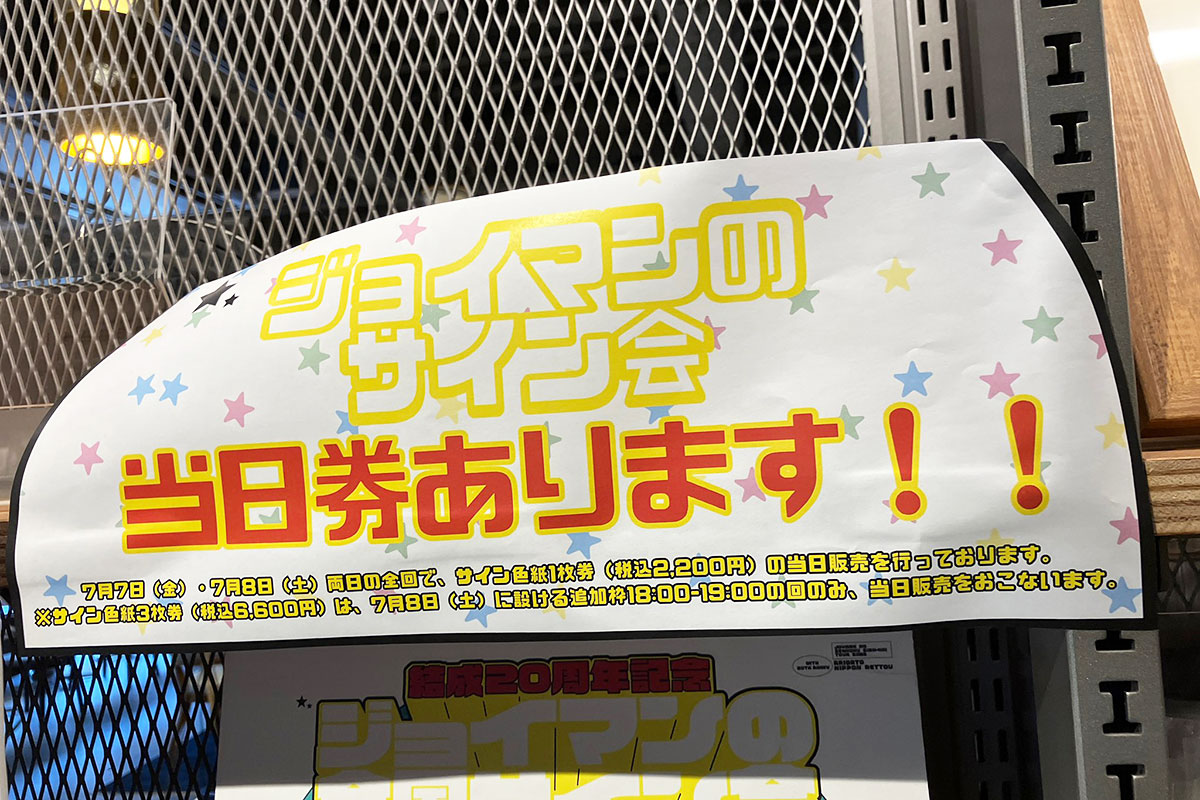 ジョイマンの
サイン会
当日券あります！！
7月7日（金）・7月8日（土）両日の全回で、サイン色紙1枚券（税込2,200円）の当日販売を行っております。
※サイン色紙3枚券（税込6,600円）は、7月8日（土）に設ける追加枠18:00-19:00の回のみ、当日販売をおこないます。
結成20周年記念
ジョイマンの